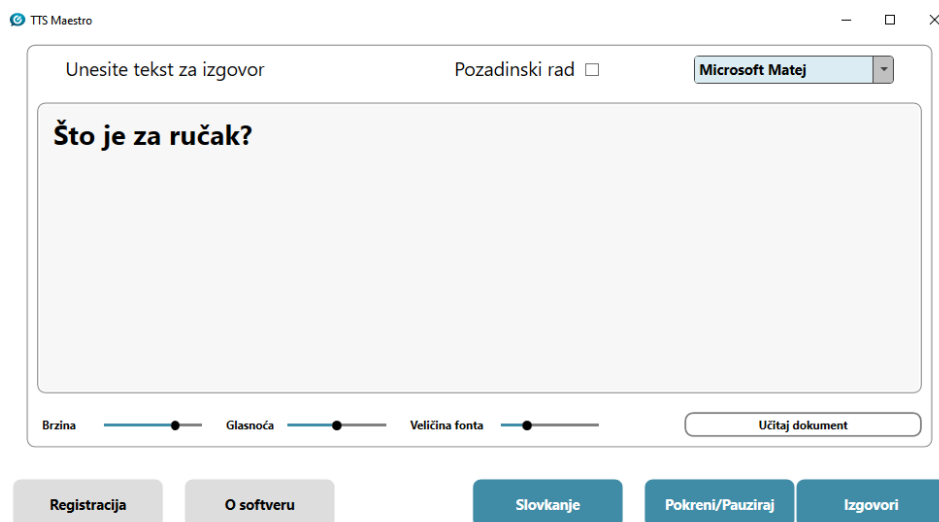 TTS Maestro
Unesite tekst za izgovor Pozadinski rad Microsoft Matej
Što je za ručak?
Brzina Glasnoća Veličina fonta Učitaj dokument
Registracija O softveru Slovkanje Pokreni/Pauziraj Izgovori